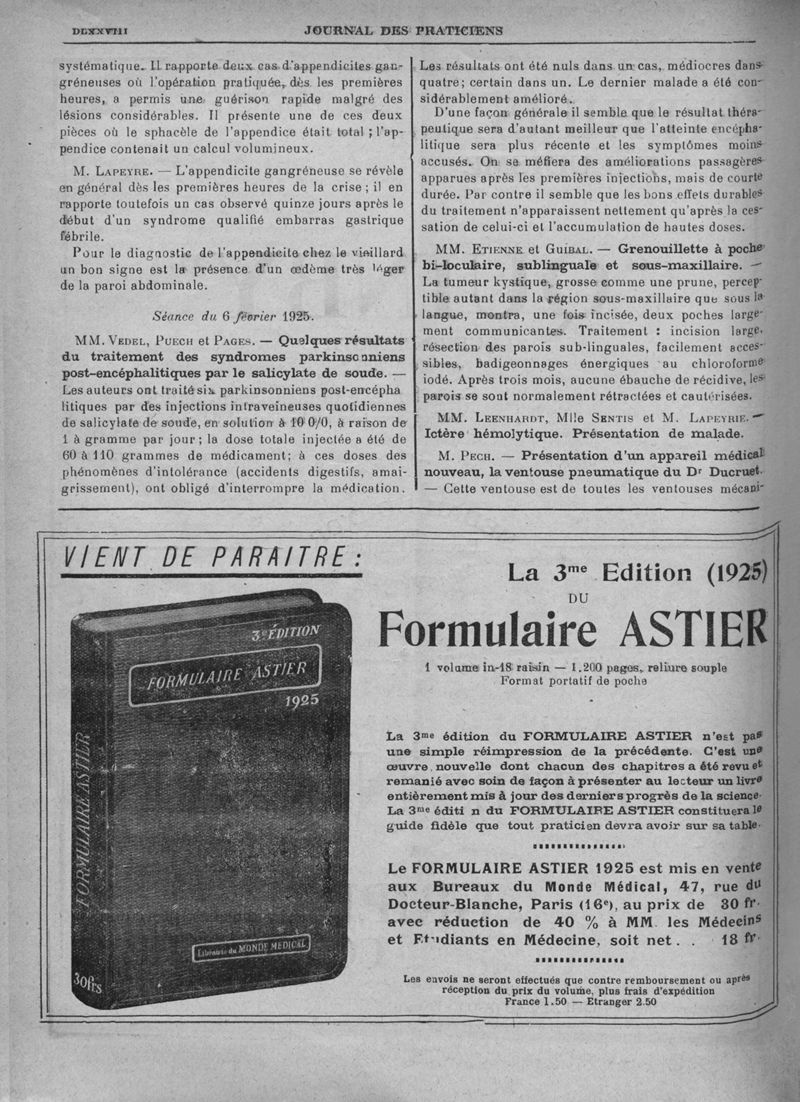 DLXXVIII JOURNAL DES PRATICIENS
systématique. Il rapporte deux cas d'appendicites gan-
gréneuses où l'opération pratiquée, dès les premières
heures, a permis une guérison rapide malgré des
lésions considérables. Il présente une de ces deux
pièces où le sphacèle de l'appendice était total ; l'ap-
pendice contenait un calcul volumineux.
M. LAPEYRE. — L'appendicite gangréneuse se révèle
en général dès les premières heures de la crise ; il en
rapporte toutefois un cas observé quinze jours après le
début d'un syndrome qualifié embarras gastrique
fébrile.
Pour le diagnostic de l'appendicite chez le vieillard
un bon signe est la présence d'un œdème très léger
de la paroi abdominale.
Séance du 6 février 1925.
MM. VEDEL, PUECH et PAGES. — Quelques résultats
du traitement des syndromes parkinsonniens
post-encéphalitiques par le salicylate de soude. —
Les auteurs ont traité six parkinsonniens post-encépha
litiques par des injections intraveineuses quotidiennes
de salicylate de soude, en solution à 10 0/0, à raison de
1 à gramme par jour ; la dose totale injectée a été de
60 à 110 grammes de médicament; à ces doses des
phénomènes d'intolérance (accidents digestifs, amai-
grissement), ont obligé d'interrompre la médication.
Les résultats ont été nuls dans un cas, médiocres dans
quatre; certain dans un. Le dernier malade a été con-
sidérablement amélioré.
D'une façon générale il semble que le résultat théra-
peutique sera d'autant meilleur que l'atteinte encépha-
litique sera plus récente et les symptômes moins
accusés. On se méfiera des améliorations passagères
apparues après les premières injections, mais de courte
durée. Par contre il semble que les bons effets durables
du traitement n'apparaissent nettement qu'après la ces-
sation de celui-ci et l'accumulation de hautes doses.
MM. ETIENNE et GUIBAL. — Grenouillette à poche
bi-loculaire, sublinguale et sous-maxillaire. —
La tumeur kystique, grosse comme une prune, percep-
tible autant dans la région sous-maxillaire que sous la
langue, montra, une fois incisée, deux poches large-
ment communicantes. Traitement : incision large,
résection des parois sub-linguales, facilement acces-
sibles, badigeonnages énergiques au chloroforme
iodé. Après trois mois, aucune ébauche de récidive, les
parois se sont normalement rétractées et cautérisées.
MM. LEENHARDT, Mlle SENTIS et M. LAPEYRIE. —
Ictère hémolytique. Présentation de malade.
M. PECH. — Présentation d'un appareil médical
nouveau, la ventouse pneumatique du Dr Ducruet.
— Cette ventouse est de toutes les ventouses mécani-
VIENT DE PARAITRE :
3e ÉDITION
FORMULAIRE ASTIER
1925
FORMULAIRE ASTIER
Librairie du MONDE MÉDICAL
30frs
La 3me Edition (1925)
DU
Formulaire ASTIER
1 volume in-18 raisin — 1.200 pages, reliure souple
Format portatif de poche
La 3me édition du FORMULAIRE ASTIER n'est pas
une simple réimpression de la précédente. C'est une
œuvre nouvelle dont chacun des chapitres a été revu et
remanié avec soin de façon à présenter au lecteur un livre
entièrement mis à jour des derniers progrès de la science.
La 3me éditi n du FORMULAIRE ASTIER constituera le
guide fidèle que tout praticien devra avoir sur sa table.
Le FORMULAIRE ASTIER 1925 est mis en vente
aux Bureaux du Monde Médical, 47, rue du
Docteur-Blanche, Paris (16e), au prix de 30 fr.
avec réduction de 40 % à MM. les Médecins
et Etudiants en Médecine, soit net . . 18 fr.
Les envois ne seront effectués que contre remboursement ou après
réception du prix du volume, plus frais d'expédition
France 1.50 — Etranger 2.50